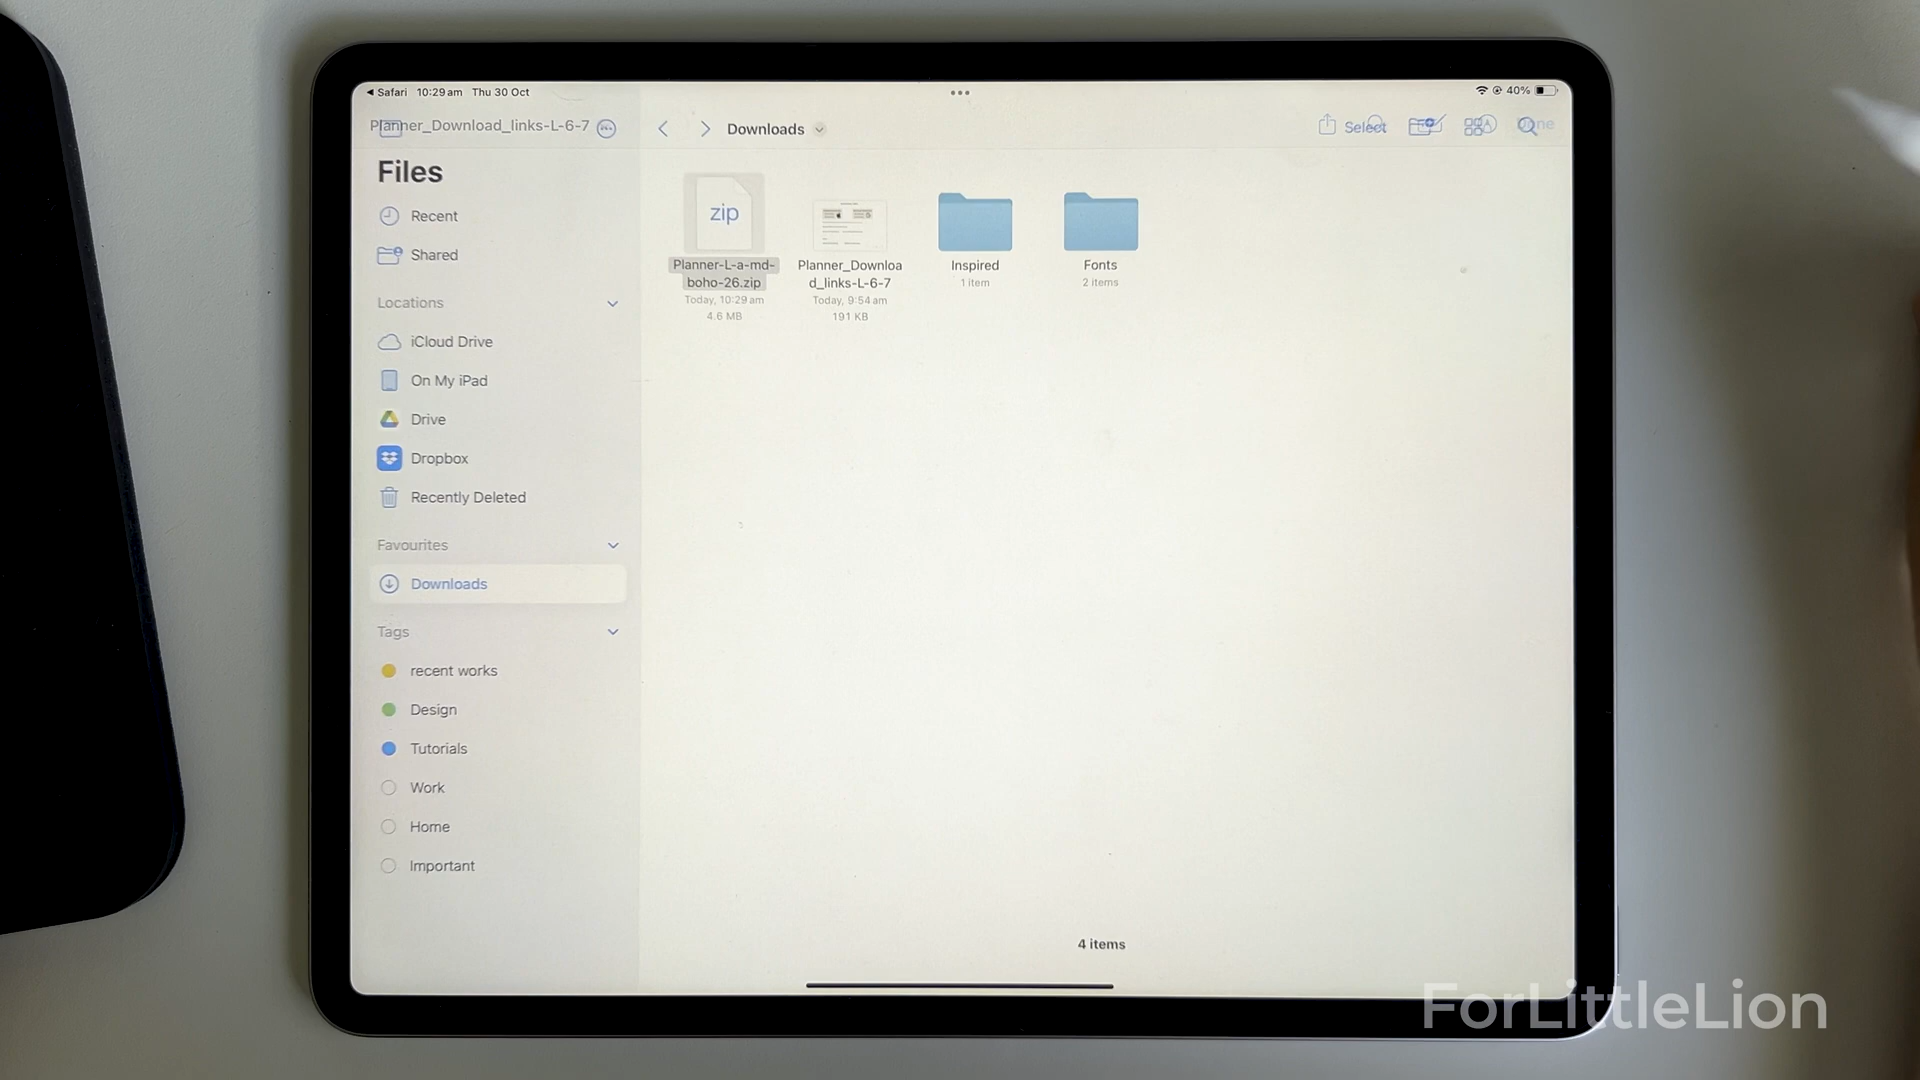 Safari 10:29 am Thu 30 Oct
40%
Planner_Download_links-L-6-7
Downloads
Select
Done
Files
Recent
Shared
Locations
iCloud Drive
On My iPad
Drive
Dropbox
Recently Deleted
Favourites
Downloads
Tags
recent works
Design
Tutorials
Work
Home
Important
zip
Planner-L-a-md-
boho-26.zip
Today, 10:29 am
4.6 MB
Planner_Downloa
d_links-L-6-7
Today, 9:54 am
191 KB
Inspired
1 item
Fonts
2 items
4 items
ForLittleLion